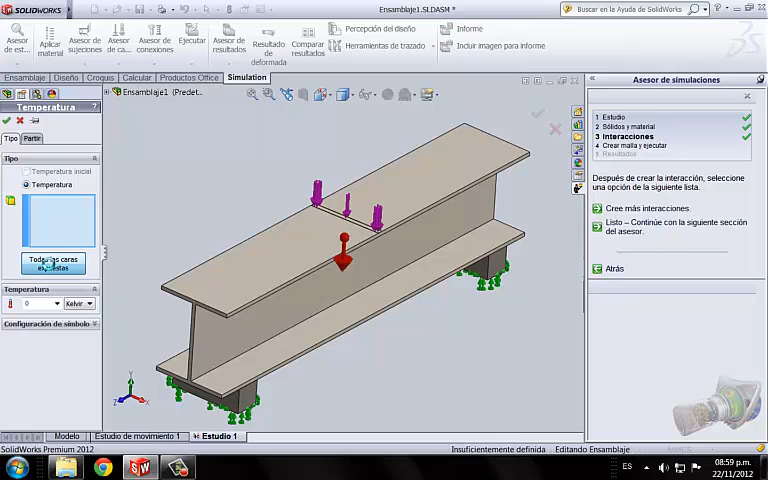 SOLIDWORKS
Ensamblaje1.SLDASM *
Buscar en la Ayuda de SolidWorks
Asesor
de est...
Aplicar
material
Asesor de
sujeciones
Asesor
de ca...
Asesor de
conexiones
Ejecutar
Asesor de
resultados
Resultado
de
deformada
Comparar
resultados
Percepción del diseño
Herramientas de trazado
Informe
Incluir imagen para informe
Ensamblaje
Diseño
Croquis
Calcular
Productos Office
Simulation
Temperatura
?
Tipo
Partir
Tipo
Temperatura inicial
Temperatura
Todas las caras
expuestas
Temperatura
0
Kelvin
Configuración de símbolo
Ensamblaje1 (Predet...
Y
X
Z
Asesor de simulaciones
1 Estudio
2 Sólidos y material
3 Interacciones
4 Crear malla y ejecutar
5 Resultados
Después de crear la interacción, seleccione
una opción de la siguiente lista.
Cree más interacciones.
Listo – Continúe con la siguiente sección
del asesor.
Atrás
Modelo
Estudio de movimiento 1
Estudio 1
SolidWorks Premium 2012
Insuficientemente definida
Editando Ensamblaje
MMGS
ES
08:59 p.m.
22/11/2012